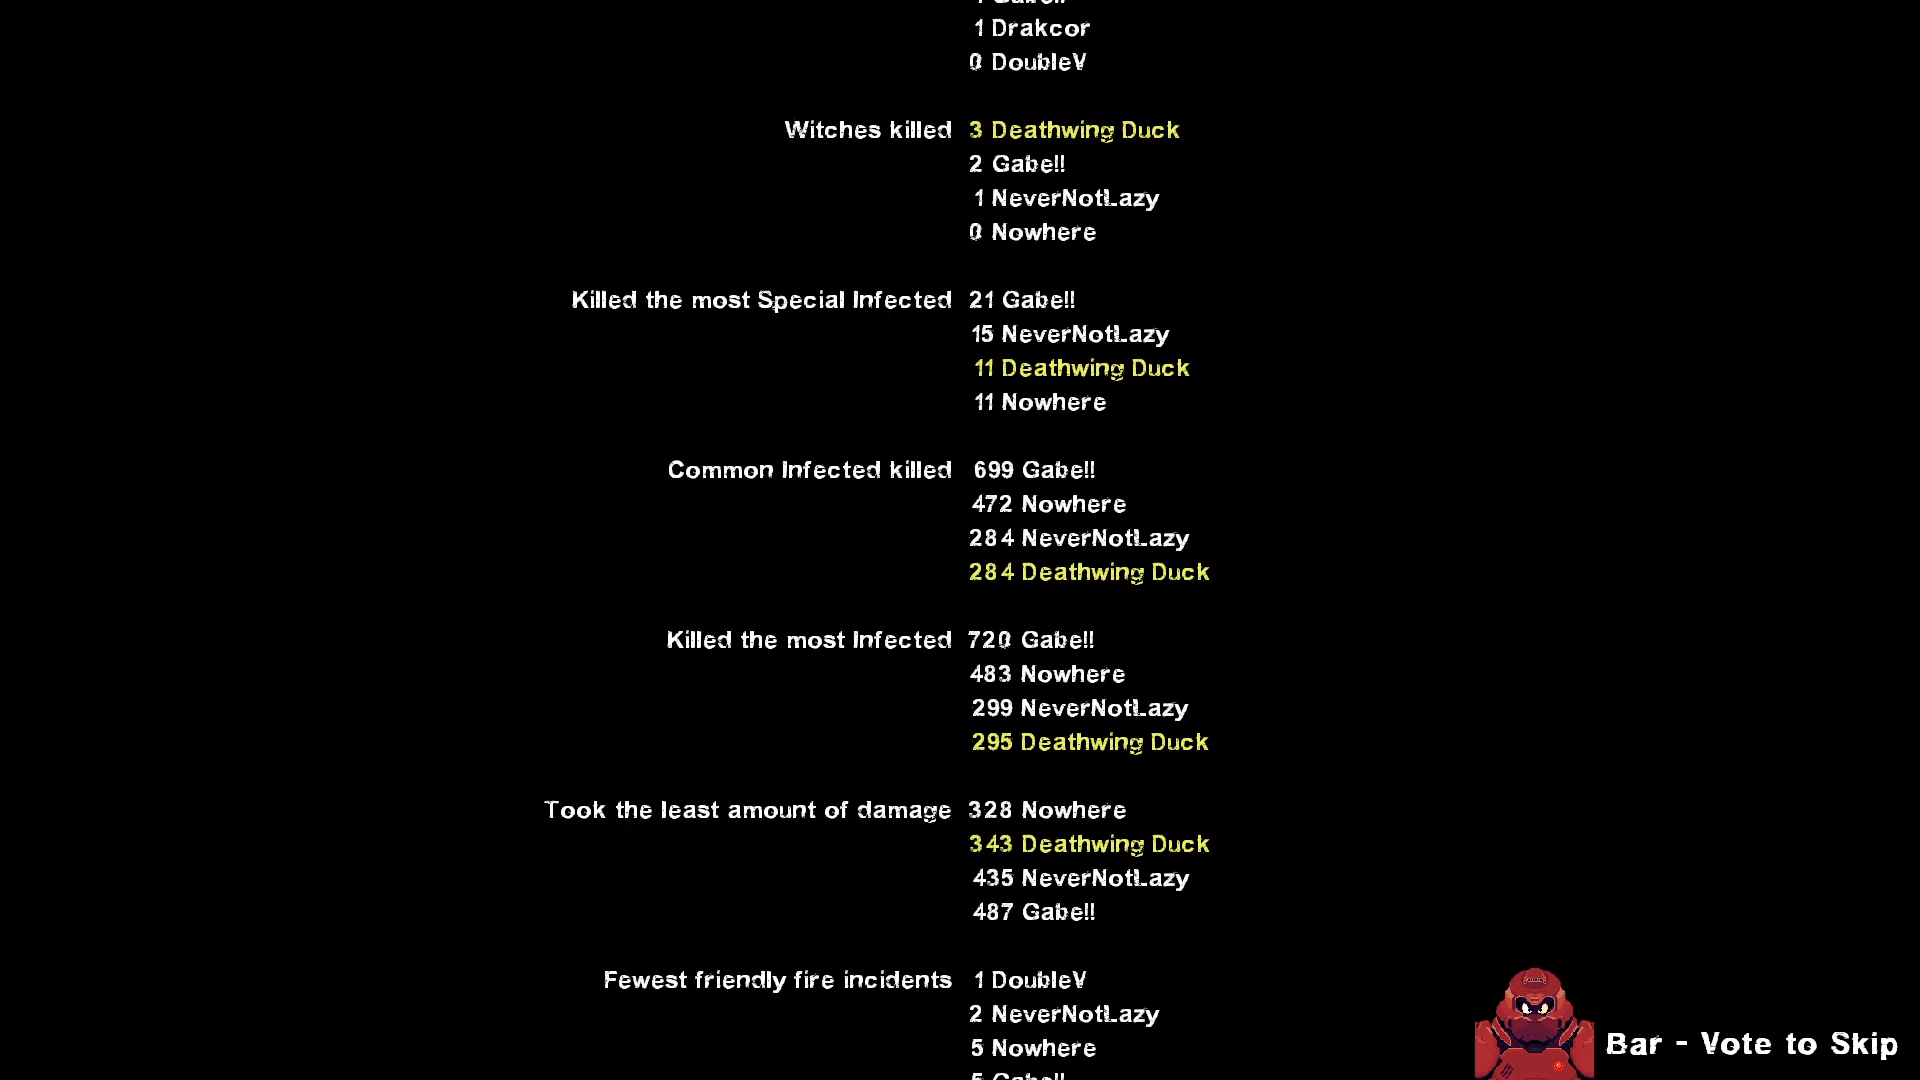 1 Gabe!!
1 Drakcor
0 DoubleV
Witches killed 3 Deathwing Duck
2 Gabe!!
1 NeverNotLazy
0 Nowhere
Killed the most Special Infected 21 Gabe!!
15 NeverNotLazy
11 Deathwing Duck
11 Nowhere
Common Infected killed 699 Gabe!!
472 Nowhere
284 NeverNotLazy
284 Deathwing Duck
Killed the most Infected 720 Gabe!!
483 Nowhere
299 NeverNotLazy
295 Deathwing Duck
Took the least amount of damage 328 Nowhere
343 Deathwing Duck
435 NeverNotLazy
487 Gabe!!
Fewest friendly fire incidents 1 DoubleV
2 NeverNotLazy
5 Nowhere
5 Gabe!!
Bar - Vote to Skip